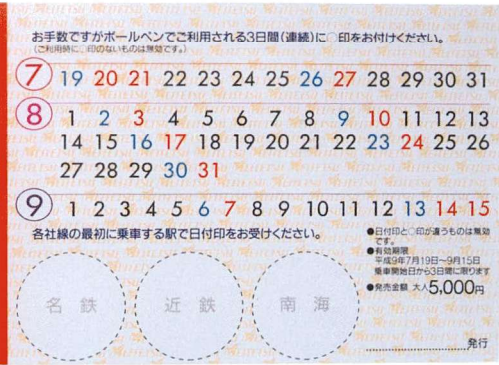 お手数ですがボールペンでご利用される3日間(連続)に○印をお付けください。
(ご利用時に○印のないものは無効です。)
7 19 20 21 22 23 24 25 26 27 28 29 30 31
8 1 2 3 4 5 6 7 8 9 10 11 12 13
14 15 16 17 18 19 20 21 22 23 24 25 26
27 28 29 30 31
9 1 2 3 4 5 6 7 8 9 10 11 12 13 14 15
各社線の最初に乗車する駅で日付印をお受けください。
●日付印と○印が違うものは無効
です。
●有効期限
平成9年7月19日〜9月15日
乗車開始日から3日間に限ります
●発売金額 大人5,000円
名鉄 近鉄 南海
発行